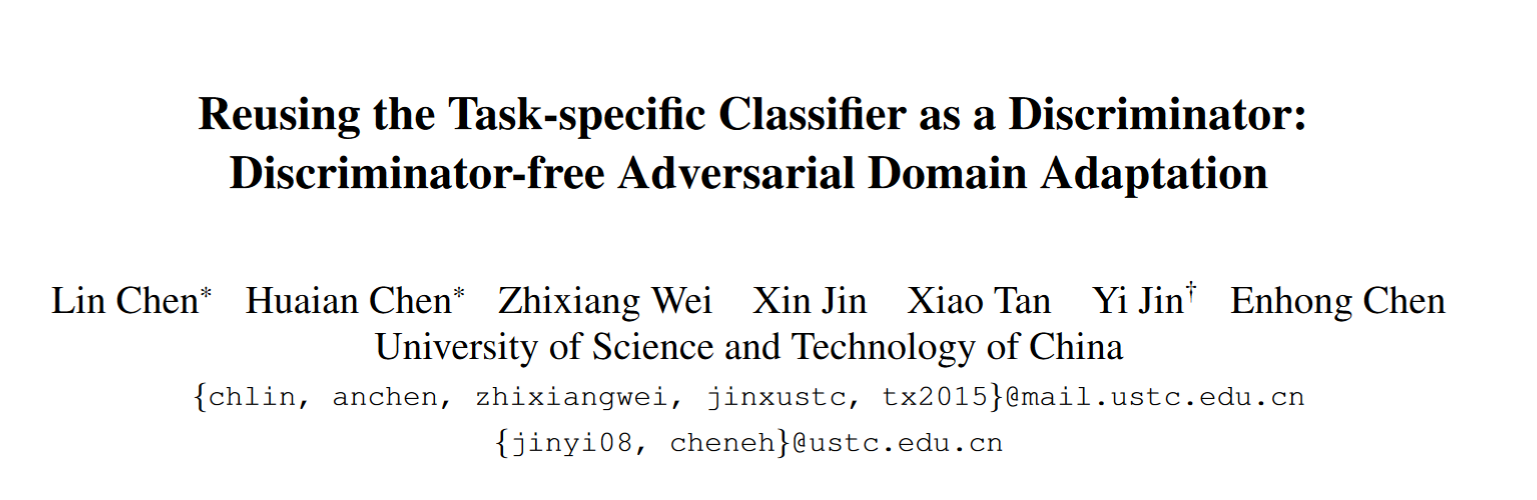 Reusing the Task-specific Classifier as a Discriminator:
Discriminator-free Adversarial Domain Adaptation
Lin Chen* Huaian Chen* Zhixiang Wei Xin Jin Xiao Tan Yi Jin† Enhong Chen
University of Science and Technology of China
{chlin, anchen, zhixiangwei, jinxustc, tx2015}@mail.ustc.edu.cn
{jinyi08, cheneh}@ustc.edu.cn